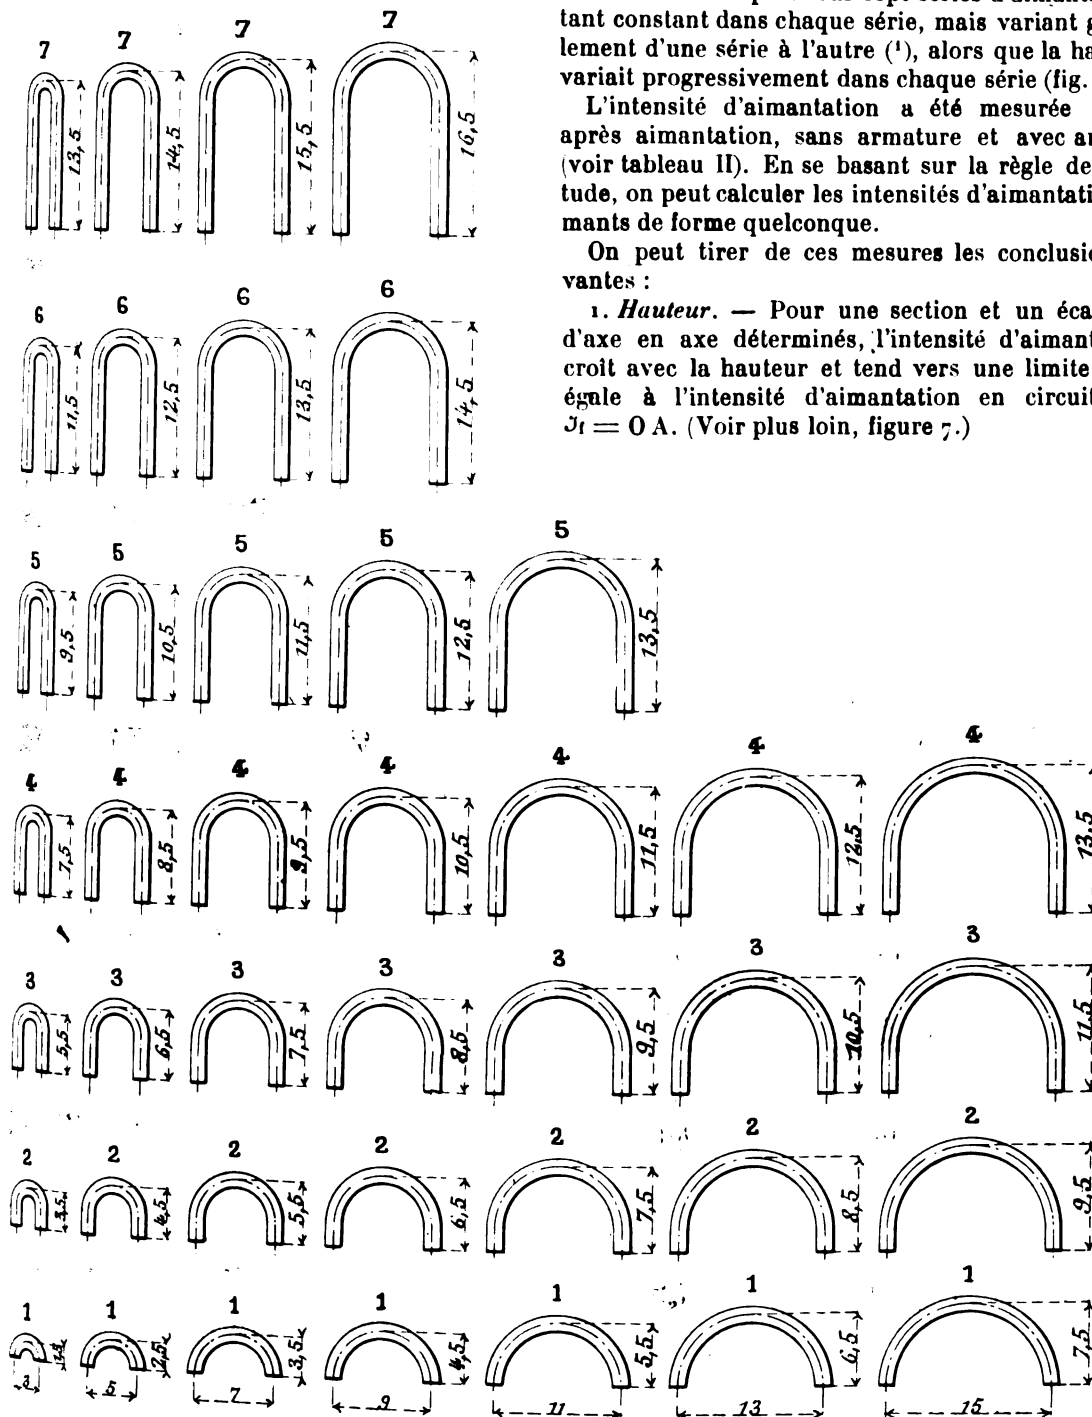 tant constant dans chaque série, mais variant g
lement d'une série à l'autre (¹), alors que la ha
variait progressivement dans chaque série (fig.
L'intensité d'aimantation a été mesurée
après aimantation, sans armature et avec ar
(voir tableau II). En se basant sur la règle de
tude, on peut calculer les intensités d'aimantati
mants de forme quelconque.
On peut tirer de ces mesures les conclusio
vantes :
1. Hauteur. — Pour une section et un éca
d'axe en axe déterminés, l'intensité d'aimant
croît avec la hauteur et tend vers une limite
égale à l'intensité d'aimantation en circuit
= O A. (Voir plus loin, figure 7.)
7 7 7 7
13,5 14,5 15,5 16,5
6 6 6 6
11,5 12,5 13,5 14,5
5 5 5 5 5
9,5 10,5 11,5 12,5 13,5
4 4 4 4 4 4 4
7,5 8,5 9,5 10,5 11,5 12,5 13,5
3 3 3 3 3 3 3
5,5 6,5 7,5 8,5 9,5 10,5 11,5
2 2 2 2 2 2 2
3,5 4,5 5,5 6,5 7,5 8,5 9,5
1 1 1 1 1 1 1
2,5 3,5 4,5 5,5 6,5 7,5
3 5 7 9 11 13 15